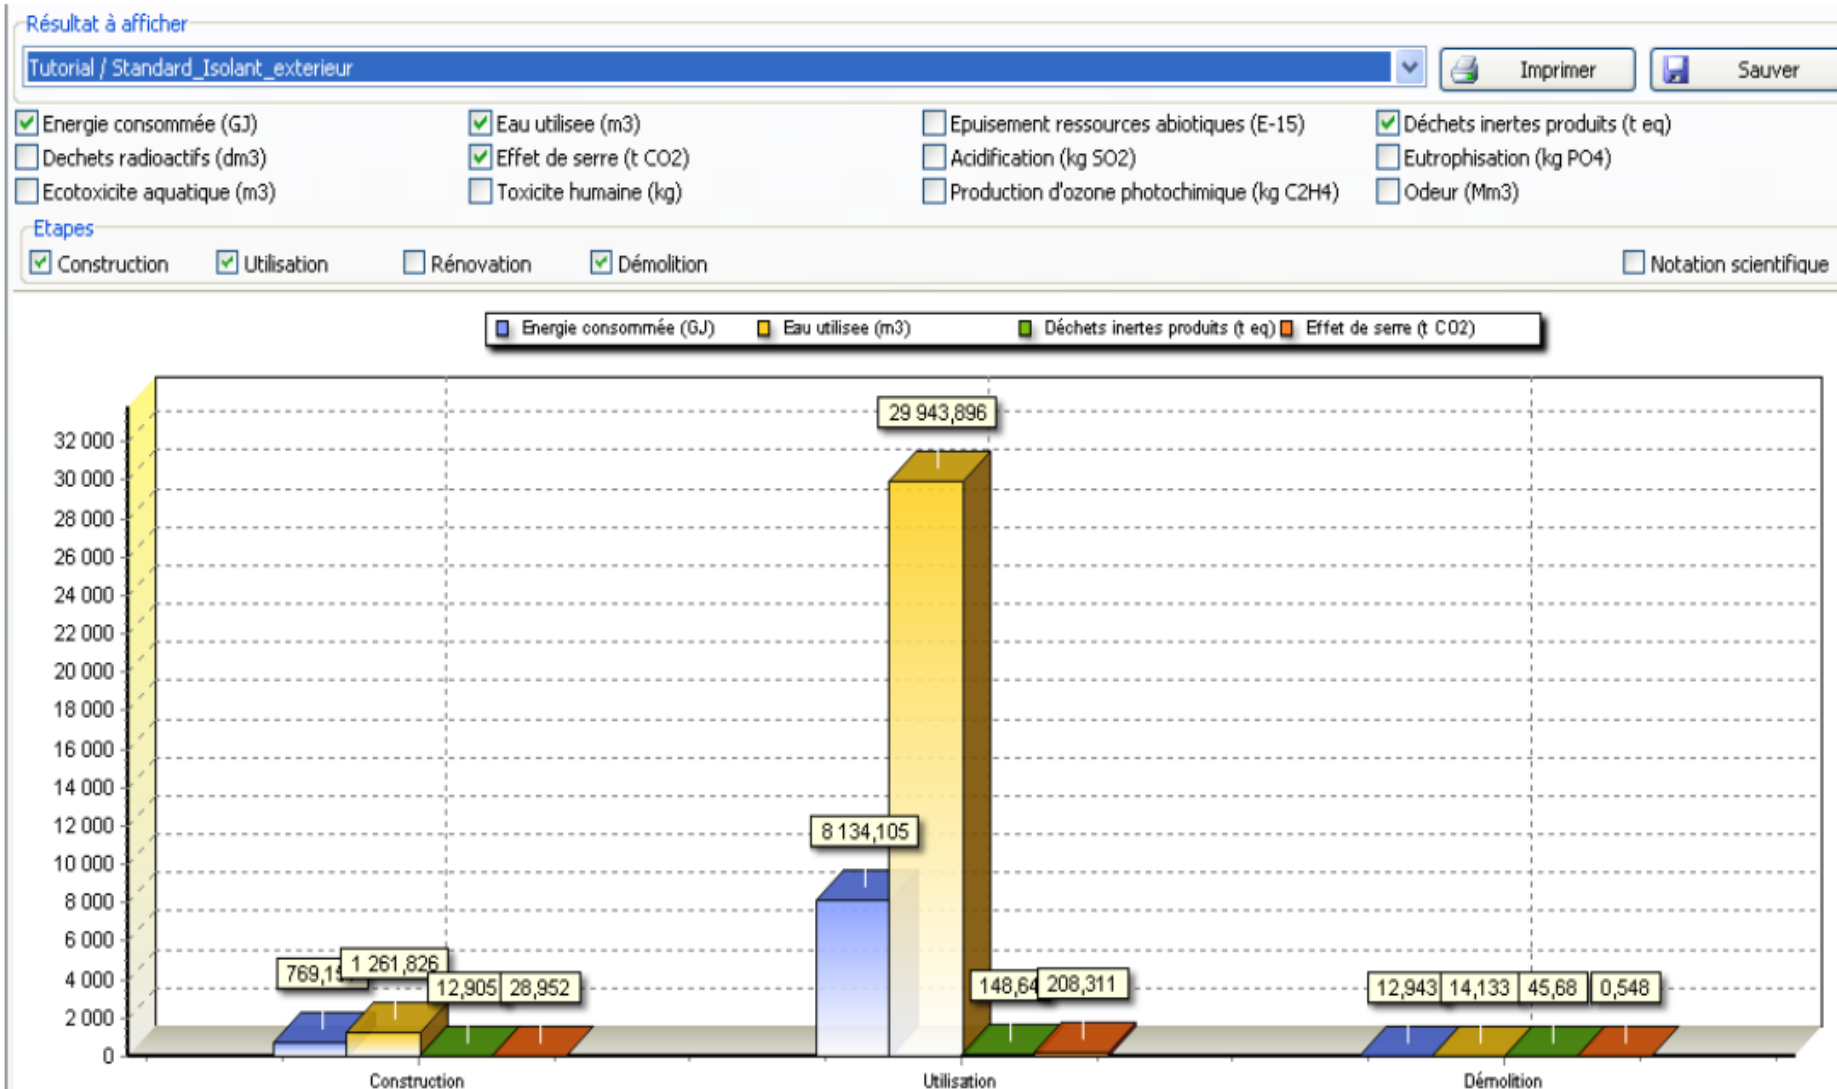 Résultat à afficher
Tutorial / Standard_Isolant_exterieur
Imprimer
Sauver
Energie consommée (GJ)
Eau utilisee (m3)
Epuisement ressources abiotiques (E-15)
Déchets inertes produits (t eq)
Dechets radioactifs (dm3)
Effet de serre (t CO2)
Acidification (kg SO2)
Eutrophisation (kg PO4)
Ecotoxicite aquatique (m3)
Toxicite humaine (kg)
Production d'ozone photochimique (kg C2H4)
Odeur (Mm3)
Etapes
Construction
Utilisation
Rénovation
Démolition
Notation scientifique
Energie consommée (GJ)
Eau utilisee (m3)
Déchets inertes produits (t eq)
Effet de serre (t CO2)
32 000
30 000
28 000
26 000
24 000
22 000
20 000
18 000
16 000
14 000
12 000
10 000
8 000
6 000
4 000
2 000
0
1 261,826
12,905
28,952
8 134,105
29 943,896
148,64
208,311
12,943
14,133
45,68
0,548
Construction
Utilisation
Démolition